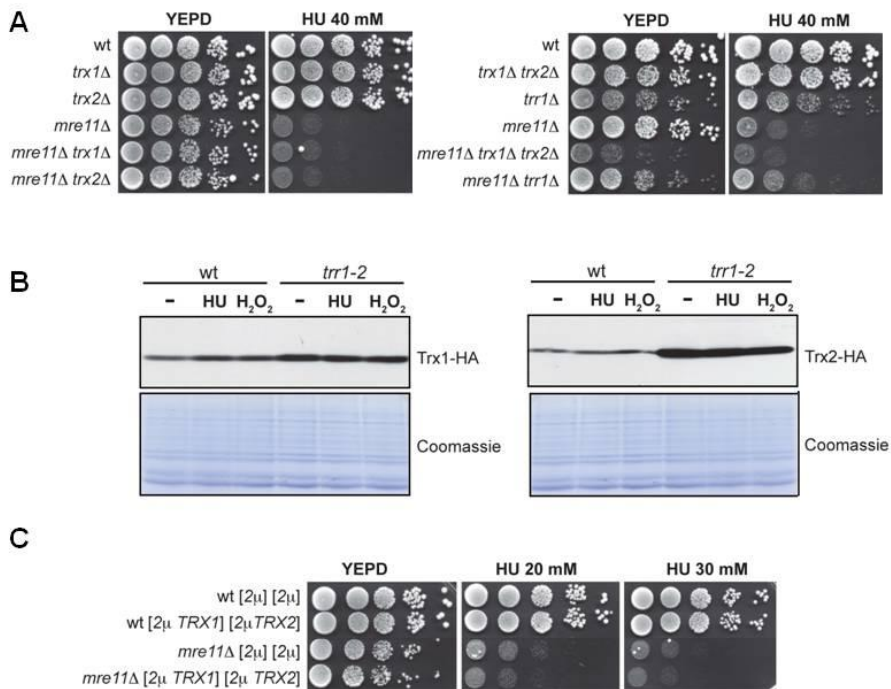 A
YEPD HU 40 mM
wt
trx1Δ
trx2Δ
mre11Δ
mre11Δ trx1Δ
mre11Δ trx2Δ
YEPD HU 40 mM
wt
trx1Δ trx2Δ
trr1Δ
mre11Δ
mre11Δ trx1Δ trx2Δ
mre11Δ trr1Δ
B
wt trr1-2
– HU H₂O₂ – HU H₂O₂
Trx1-HA
Coomassie
wt trr1-2
– HU H₂O₂ – HU H₂O₂
Trx2-HA
Coomassie
C
YEPD HU 20 mM HU 30 mM
wt [2μ] [2μ]
wt [2μ TRX1] [2μTRX2]
mre11Δ [2μ] [2μ]
mre11Δ [2μ TRX1] [2μ TRX2]